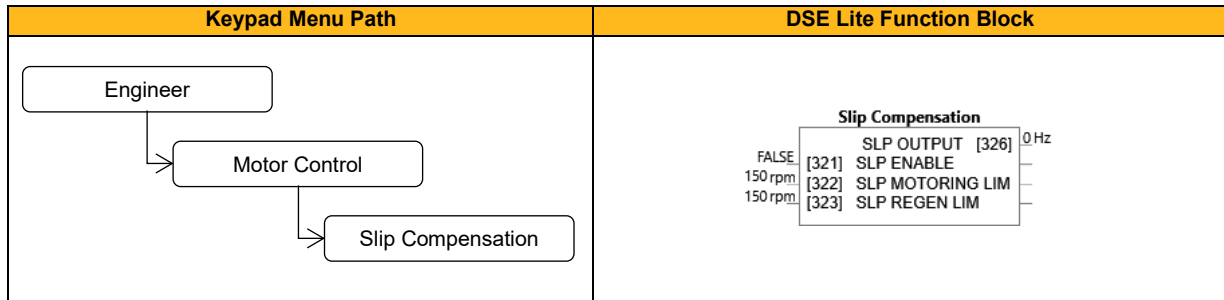 Keypad Menu Path
DSE Lite Function Block
Engineer
Motor Control
Slip Compensation
Slip Compensation
SLP OUTPUT [326] 0 Hz
FALSE [321] SLP ENABLE
150 rpm [322] SLP MOTORING LIM
150 rpm [323] SLP REGEN LIM